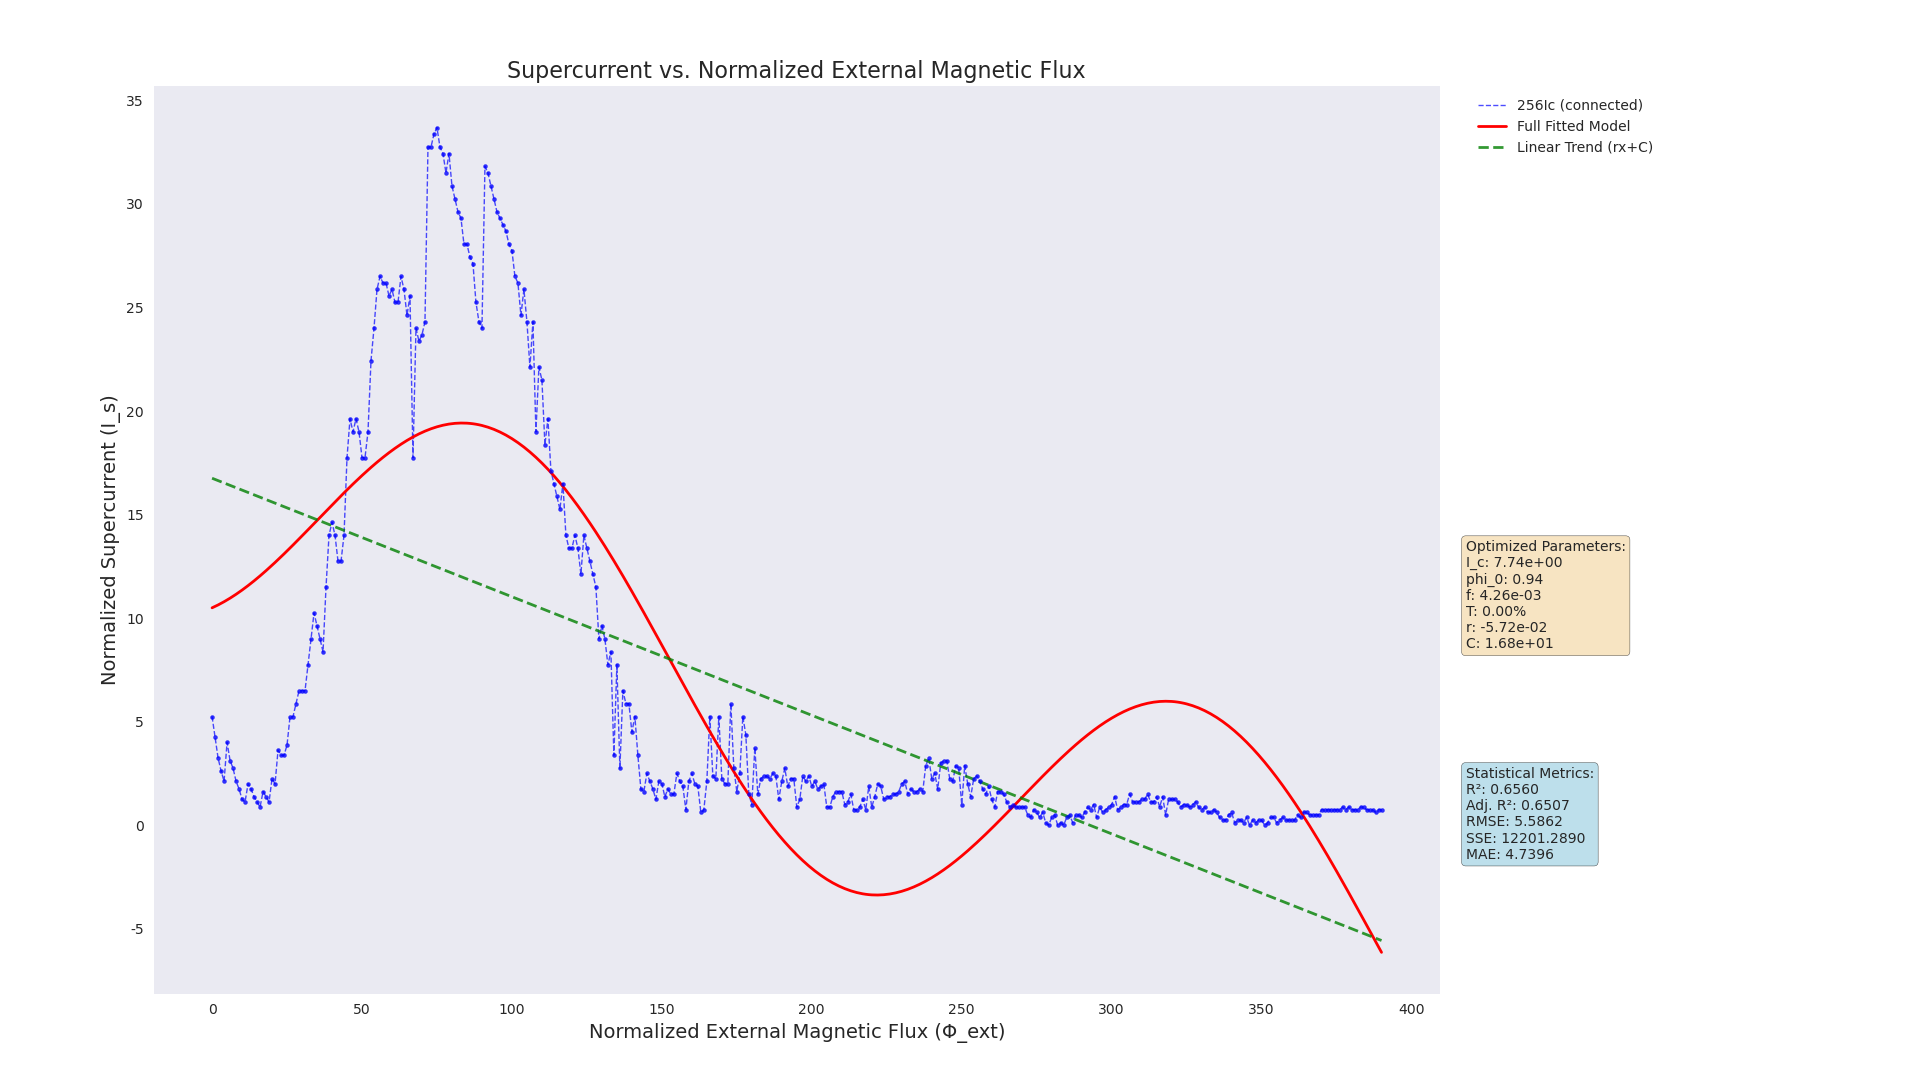 Supercurrent vs. Normalized External Magnetic Flux
35
30
25
20
15
10
5
0
-5
Normalized Supercurrent (I_s)
0 50 100 150 200 250 300 350 400
Normalized External Magnetic Flux (Φ_ext)
256Ic (connected)
Full Fitted Model
Linear Trend (rx+C)
Optimized Parameters:
I_c: 7.74e+00
phi_0: 0.94
f: 4.26e-03
T: 0.00%
r: -5.72e-02
C: 1.68e+01
Statistical Metrics:
R²: 0.6560
Adj. R²: 0.6507
RMSE: 5.5862
SSE: 12201.2890
MAE: 4.7396